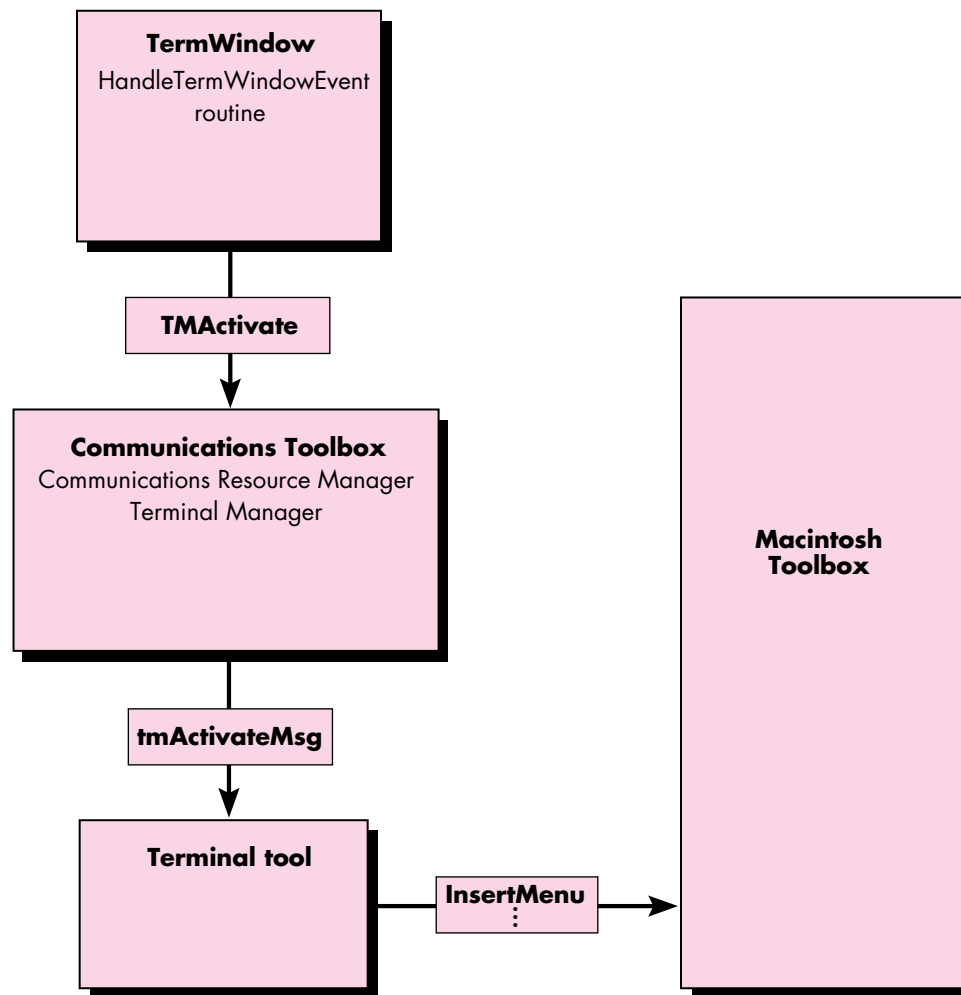 TermWindow
HandleTermWindowEvent
routine
TMActivate
Communications Toolbox
Communications Resource Manager
Terminal Manager
Macintosh
Toolbox
tmActivateMsg
Terminal tool
InsertMenu
⋮